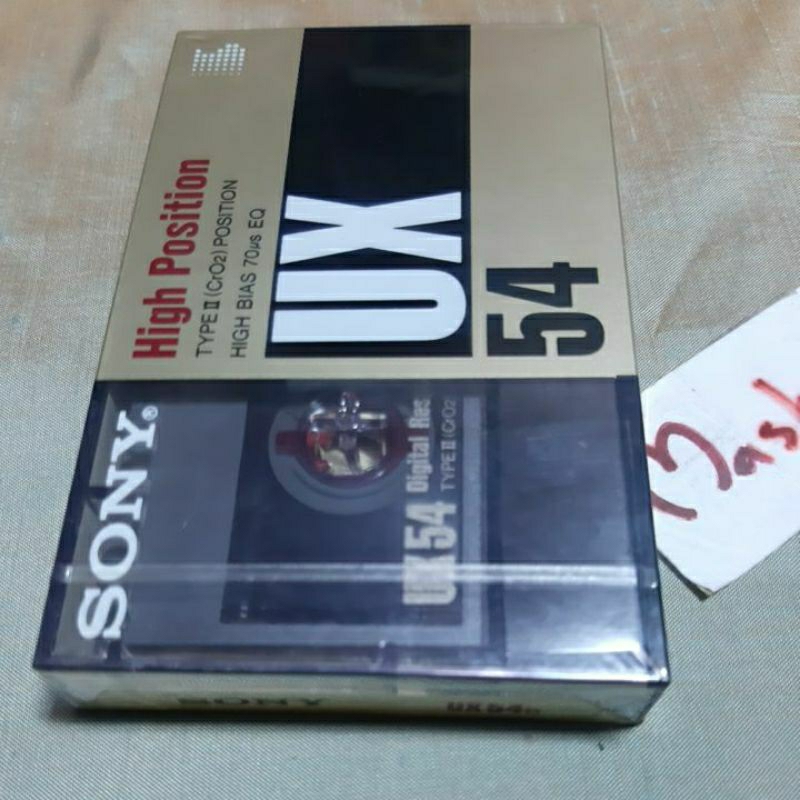 High Position
TYPE II (CrO2) POSITION
HIGH BIAS 70μs EQ
UX
54
SONY®
UX 54 Digital Res
TYPE II (CrO2
SONY
UX 54